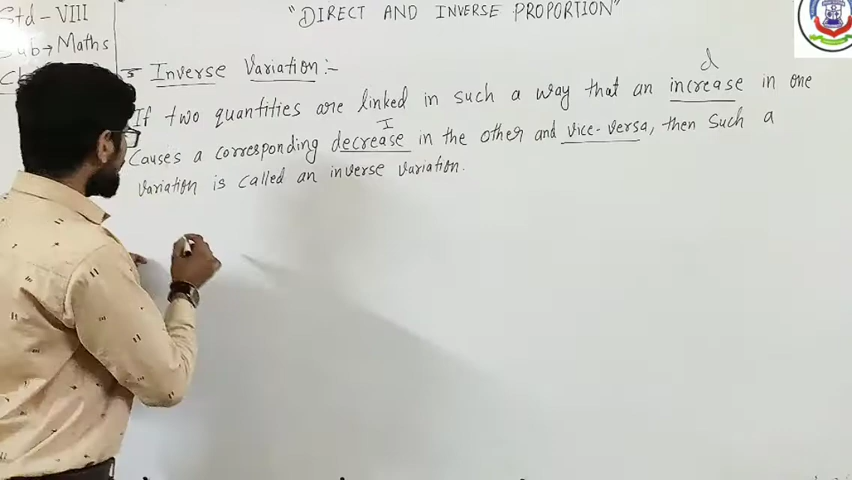 Std - VIII
"DIRECT AND INVERSE PROPORTION"
Sub → Maths
Inverse Variation :-
d
If two quantities are linked in such a way that an increase in one
I
Causes a corresponding decrease in the other and vice-versa, then such a
variation is called an inverse variation.